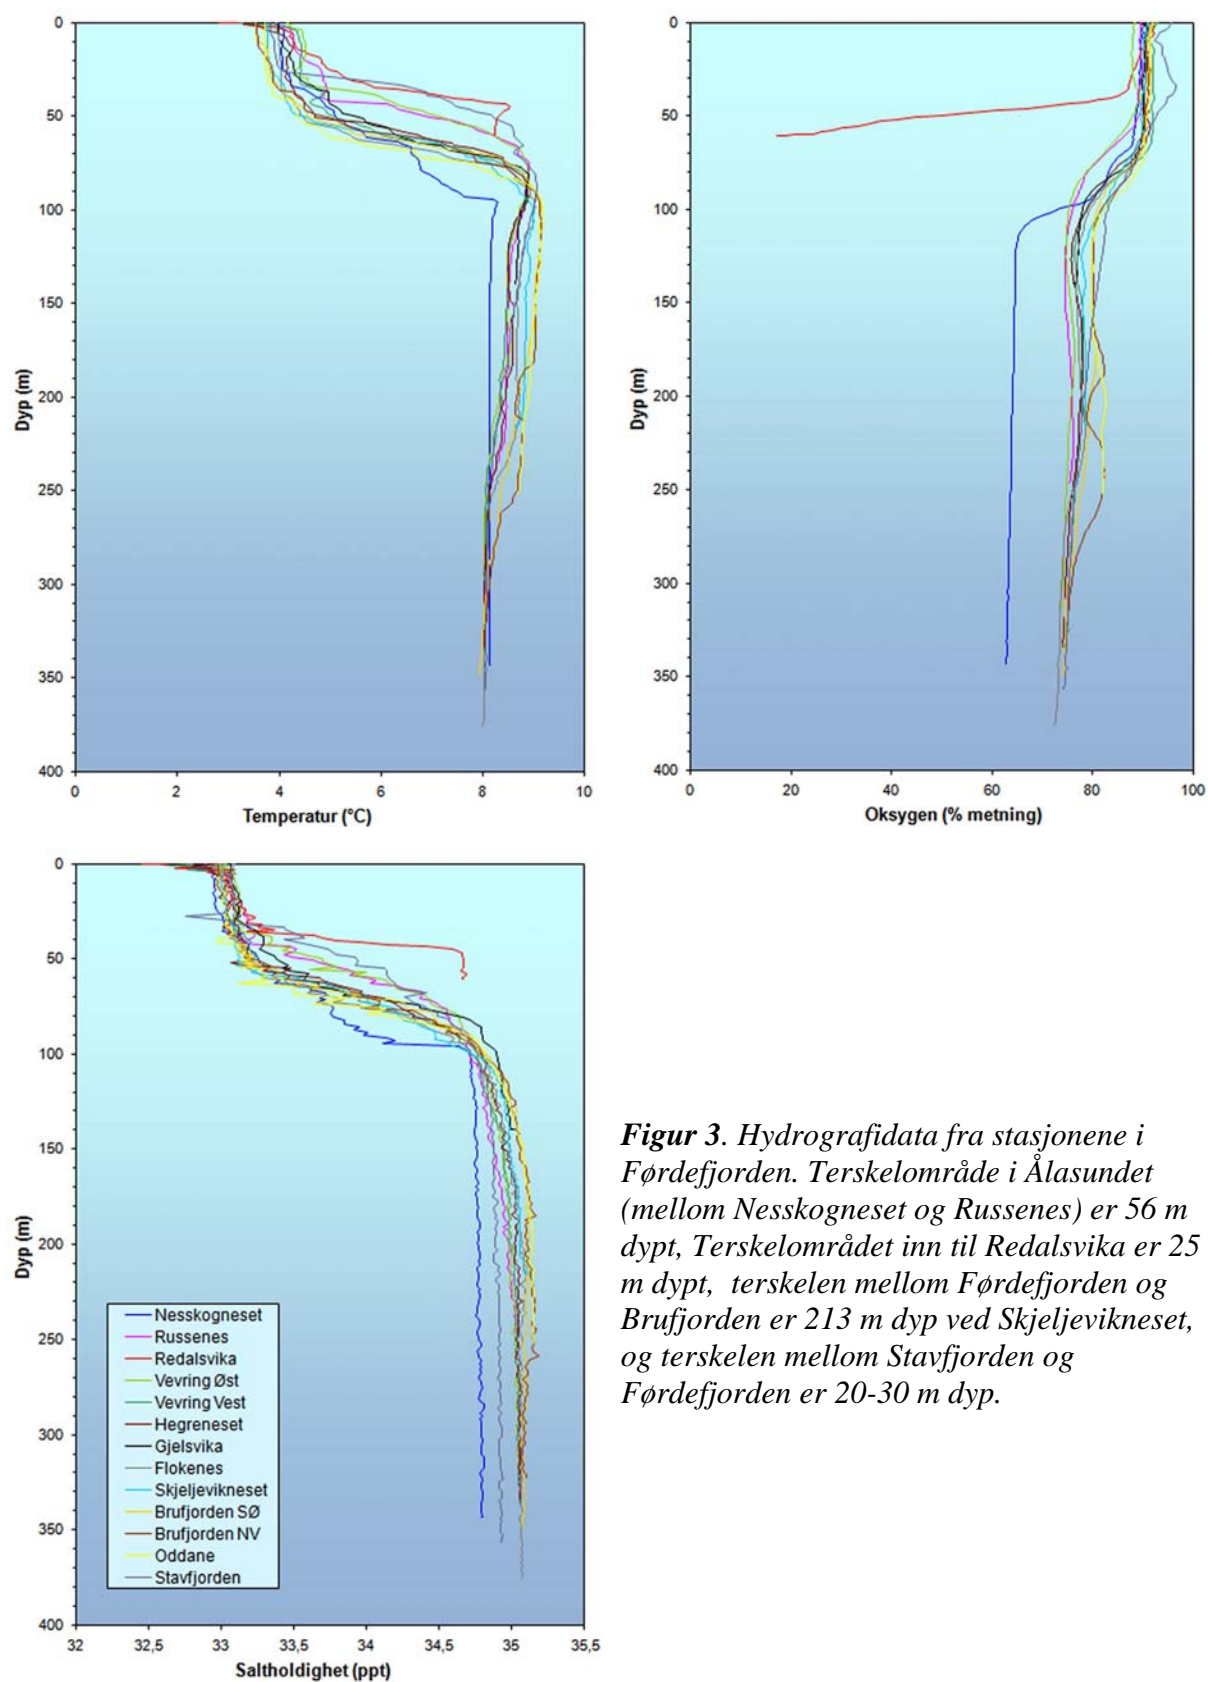 0
50
100
150
200
250
300
350
400
Dyp (m)
0 2 4 6 8 10
Temperatur (°C)
0
50
100
150
200
250
300
350
400
Dyp (m)
0 20 40 60 80 100
Oksygen (% metning)
0
50
100
150
200
250
300
350
400
Dyp (m)
Nesskogneset
Russenes
Redalsvika
Vevring Øst
Vevring Vest
Hegreneset
Gjelsvika
Flokenes
Skjeljevikneset
Brufjorden SØ
Brufjorden NV
Oddane
Stavfjorden
32 32,5 33 33,5 34 34,5 35 35,5
Saltholdighet (ppt)
Figur 3. Hydrografidata fra stasjonene i
Førdefjorden. Terskelområde i Ålasundet
(mellom Nesskogneset og Russenes) er 56 m
dypt, Terskelområdet inn til Redalsvika er 25
m dypt, terskelen mellom Førdefjorden og
Brufjorden er 213 m dyp ved Skjeljevikneset,
og terskelen mellom Stavfjorden og
Førdefjorden er 20-30 m dyp.